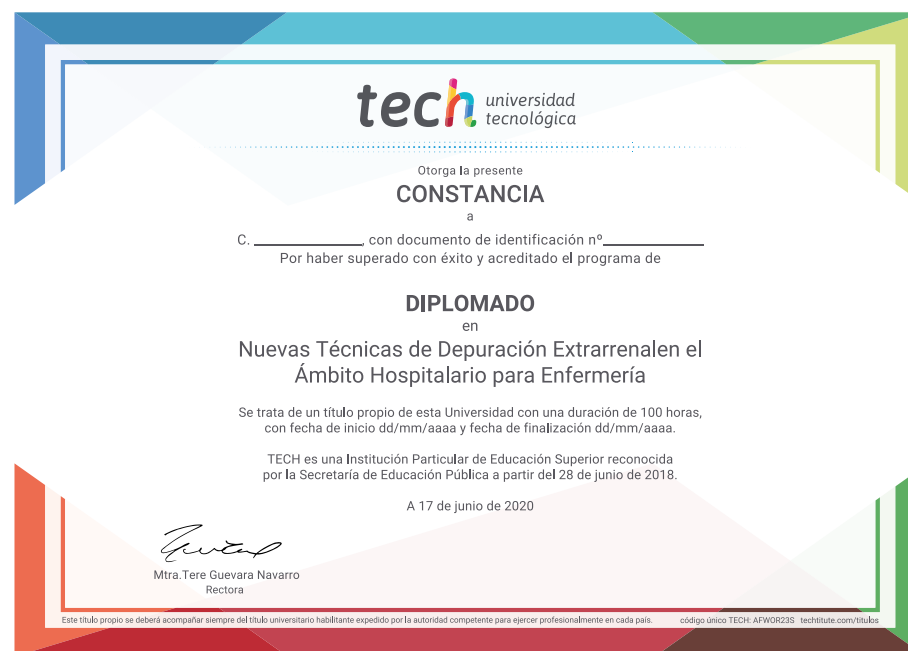 tech universidad
tecnológica
Otorga la presente
CONSTANCIA
a
C. ____________, con documento de identificación nº____________
Por haber superado con éxito y acreditado el programa de
DIPLOMADO
en
Nuevas Técnicas de Depuración Extrarrenalen el
Ámbito Hospitalario para Enfermería
Se trata de un título propio de esta Universidad con una duración de 100 horas,
con fecha de inicio dd/mm/aaaa y fecha de finalización dd/mm/aaaa.
TECH es una Institución Particular de Educación Superior reconocida
por la Secretaría de Educación Pública a partir del 28 de junio de 2018.
A 17 de junio de 2020
Mtra.Tere Guevara Navarro
Rectora
Este título propio se deberá acompañar siempre del título universitario habilitante expedido por la autoridad competente para ejercer profesionalmente en cada país. código único TECH: AFWOR23S techtitute.com/titulos